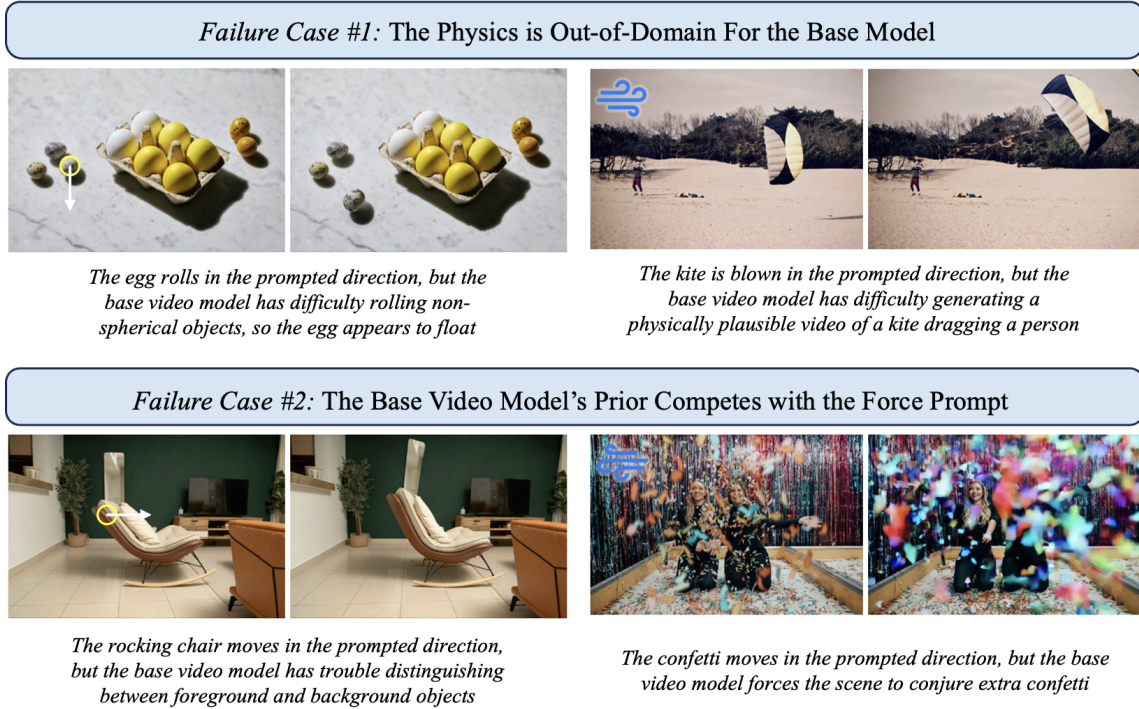 Failure Case #1: The Physics is Out-of-Domain For the Base Model
The egg rolls in the prompted direction, but the
base video model has difficulty rolling non-
spherical objects, so the egg appears to float
The kite is blown in the prompted direction, but the
base video model has difficulty generating a
physically plausible video of a kite dragging a person
Failure Case #2: The Base Video Model’s Prior Competes with the Force Prompt
The rocking chair moves in the prompted direction,
but the base video model has trouble distinguishing
between foreground and background objects
The confetti moves in the prompted direction, but the base
video model forces the scene to conjure extra confetti